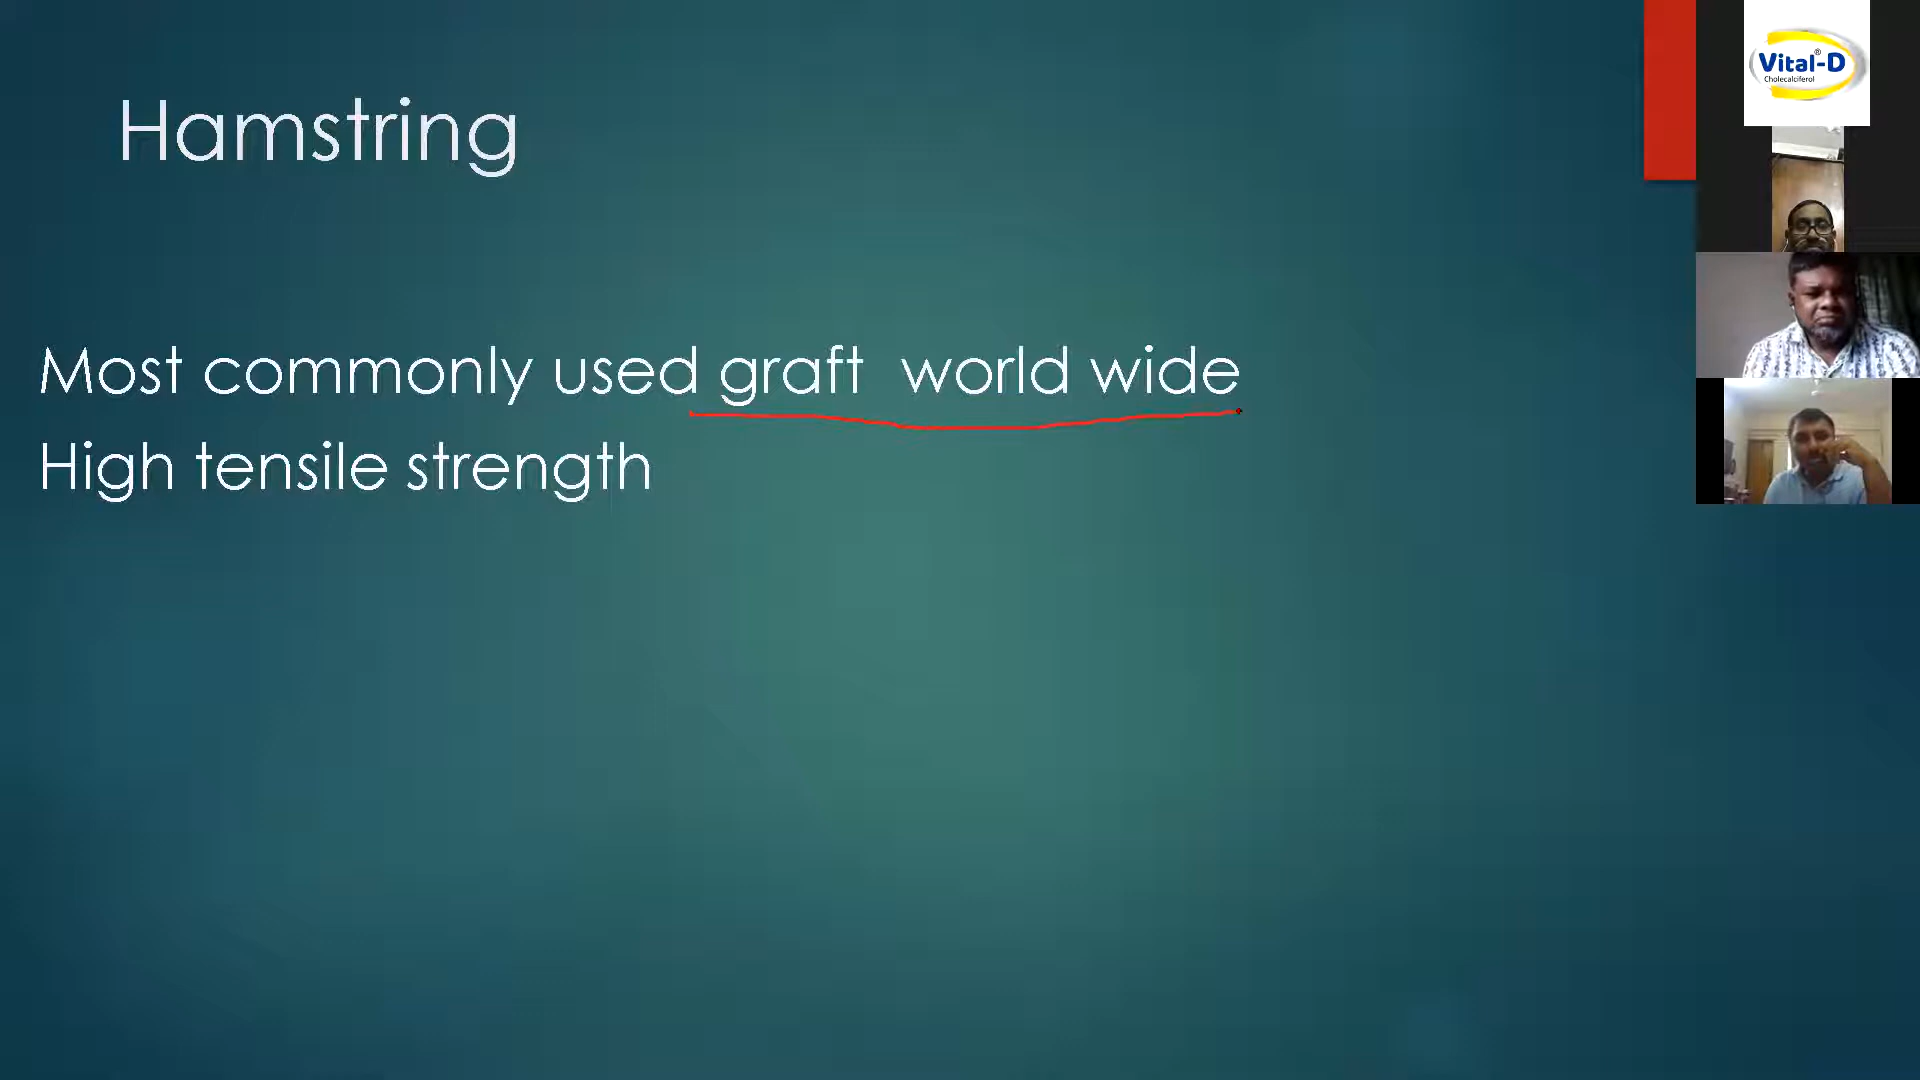 Hamstring
Most commonly used graft world wide
High tensile strength
Vital-D
®
Cholecalciferol